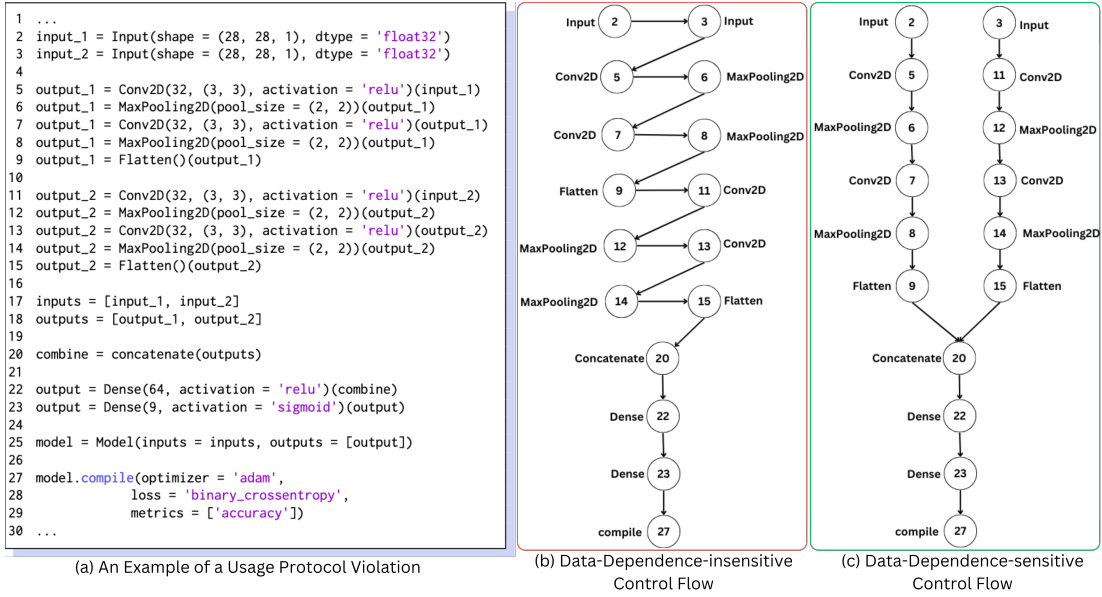 1 ...
2 input_1 = Input(shape = (28, 28, 1), dtype = 'float32')
3 input_2 = Input(shape = (28, 28, 1), dtype = 'float32')
4
5 output_1 = Conv2D(32, (3, 3), activation = 'relu')(input_1)
6 output_1 = MaxPooling2D(pool_size = (2, 2))(output_1)
7 output_1 = Conv2D(32, (3, 3), activation = 'relu')(output_1)
8 output_1 = MaxPooling2D(pool_size = (2, 2))(output_1)
9 output_1 = Flatten()(output_1)
10
11 output_2 = Conv2D(32, (3, 3), activation = 'relu')(input_2)
12 output_2 = MaxPooling2D(pool_size = (2, 2))(output_2)
13 output_2 = Conv2D(32, (3, 3), activation = 'relu')(output_2)
14 output_2 = MaxPooling2D(pool_size = (2, 2))(output_2)
15 output_2 = Flatten()(output_2)
16
17 inputs = [input_1, input_2]
18 outputs = [output_1, output_2]
19
20 combine = concatenate(outputs)
21
22 output = Dense(64, activation = 'relu')(combine)
23 output = Dense(9, activation = 'sigmoid')(output)
24
25 model = Model(inputs = inputs, outputs = [output])
26
27 model.compile(optimizer = 'adam',
28 loss = 'binary_crossentropy',
29 metrics = ['accuracy'])
30 ...
(a) An Example of a Usage Protocol Violation
Input 2 3 Input
Conv2D 5 6 MaxPooling2D
Conv2D 7 8 MaxPooling2D
Flatten 9 11 Conv2D
MaxPooling2D 12 13 Conv2D
MaxPooling2D 14 15 Flatten
Concatenate 20
Dense 22
Dense 23
compile 27
(b) Data-Dependence-insensitive
Control Flow
Input 2 3 Input
Conv2D 5 11 Conv2D
MaxPooling2D 6 12 MaxPooling2D
Conv2D 7 13 Conv2D
MaxPooling2D 8 14 MaxPooling2D
Flatten 9 15 Flatten
Concatenate 20
Dense 22
Dense 23
compile 27
(c) Data-Dependence-sensitive
Control Flow